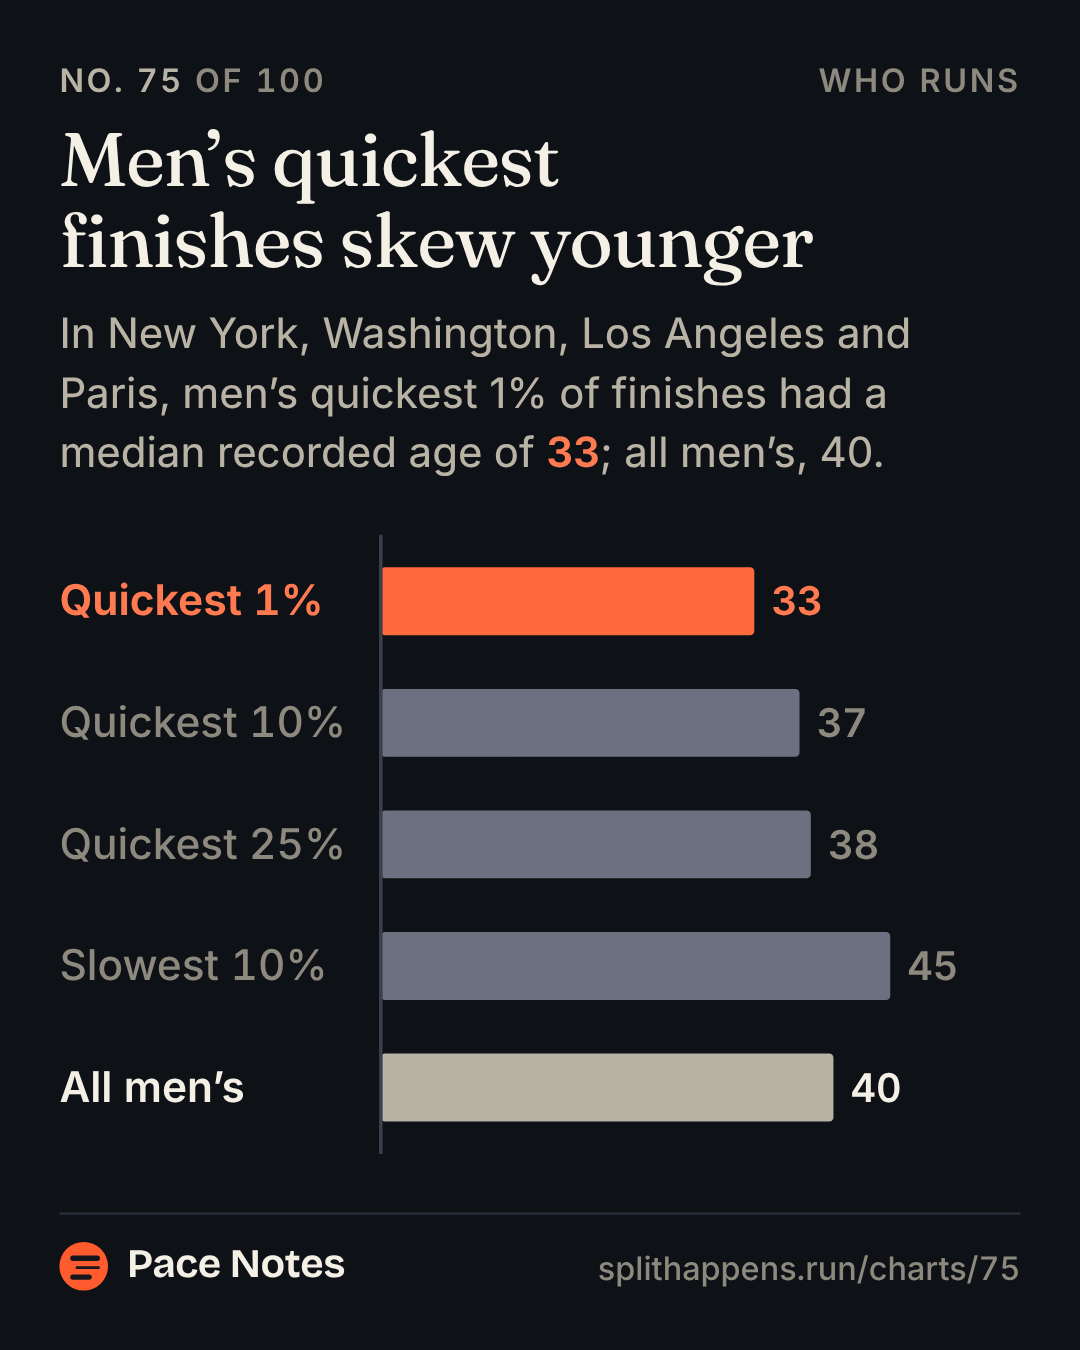 NO. 75 OF 100
WHO RUNS
Men’s quickest
finishes skew younger
In New York, Washington, Los Angeles and
Paris, men’s quickest 1% of finishes had a
median recorded age of 33; all men’s, 40.
Quickest 1% 33
Quickest 10% 37
Quickest 25% 38
Slowest 10% 45
All men’s 40
Pace Notes
splithappens.run/charts/75